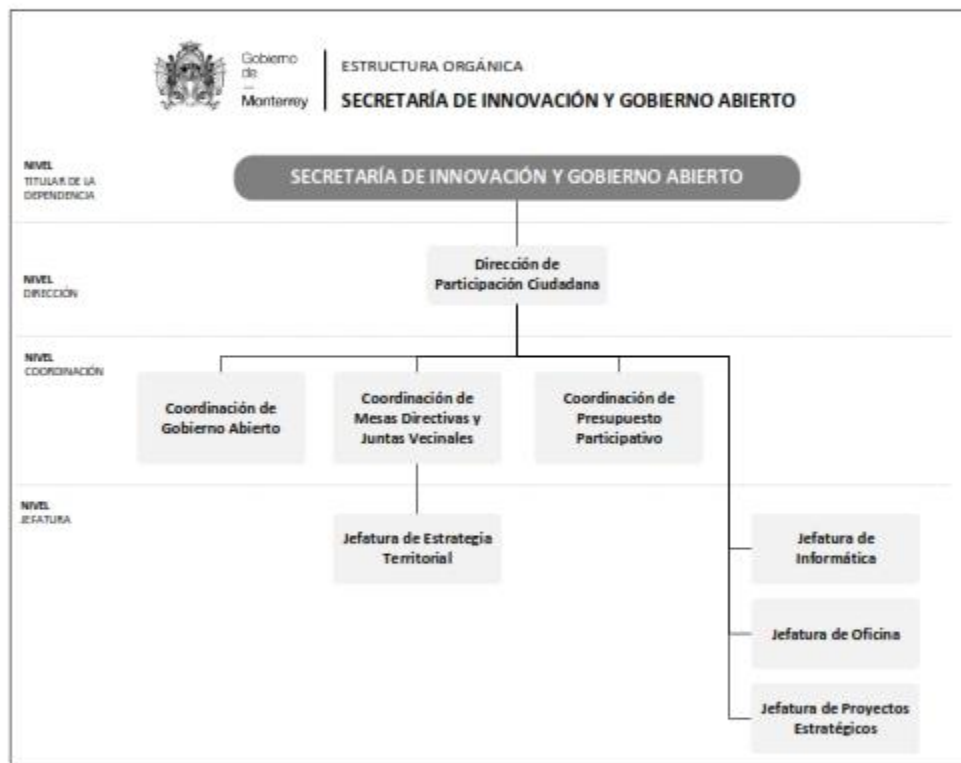 Gobierno
de
Monterrey
ESTRUCTURA ORGÁNICA
SECRETARÍA DE INNOVACIÓN Y GOBIERNO ABIERTO
NIVEL
TITULAR DE LA
DEPENDENCIA
SECRETARÍA DE INNOVACIÓN Y GOBIERNO ABIERTO
NIVEL
DIRECCIÓN
Dirección de
Participación Ciudadana
NIVEL
COORDINACIÓN
Coordinación de
Gobierno Abierto
Coordinación de
Mesas Directivas y
Juntas Vecinales
Coordinación de
Presupuesto
Participativo
NIVEL
JEFATURA
Jefatura de Estrategia
Territorial
Jefatura de
Informática
Jefatura de Oficina
Jefatura de Proyectos
Estratégicos